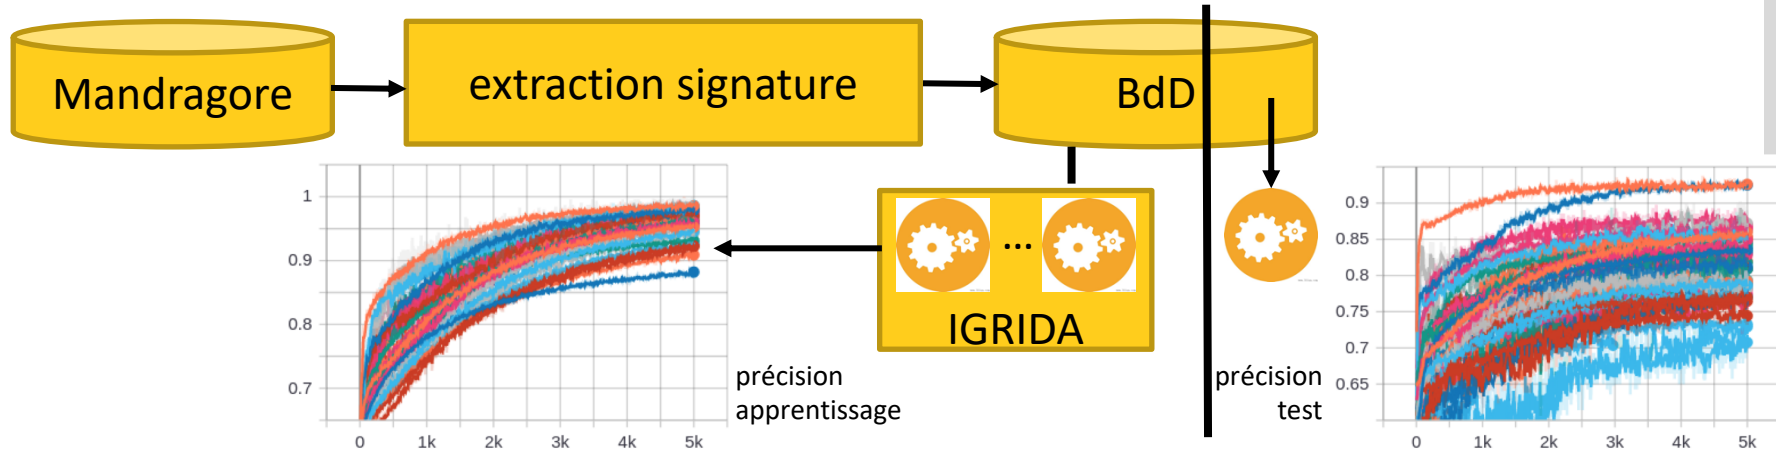 Mandragore
extraction signature
BdD
...
IGRIDA
précision
apprentissage
précision
test
1
0.9
0.8
0.7
0
1k
2k
3k
4k
5k
0.9
0.85
0.8
0.75
0.7
0.65
0
1k
2k
3k
4k
5k